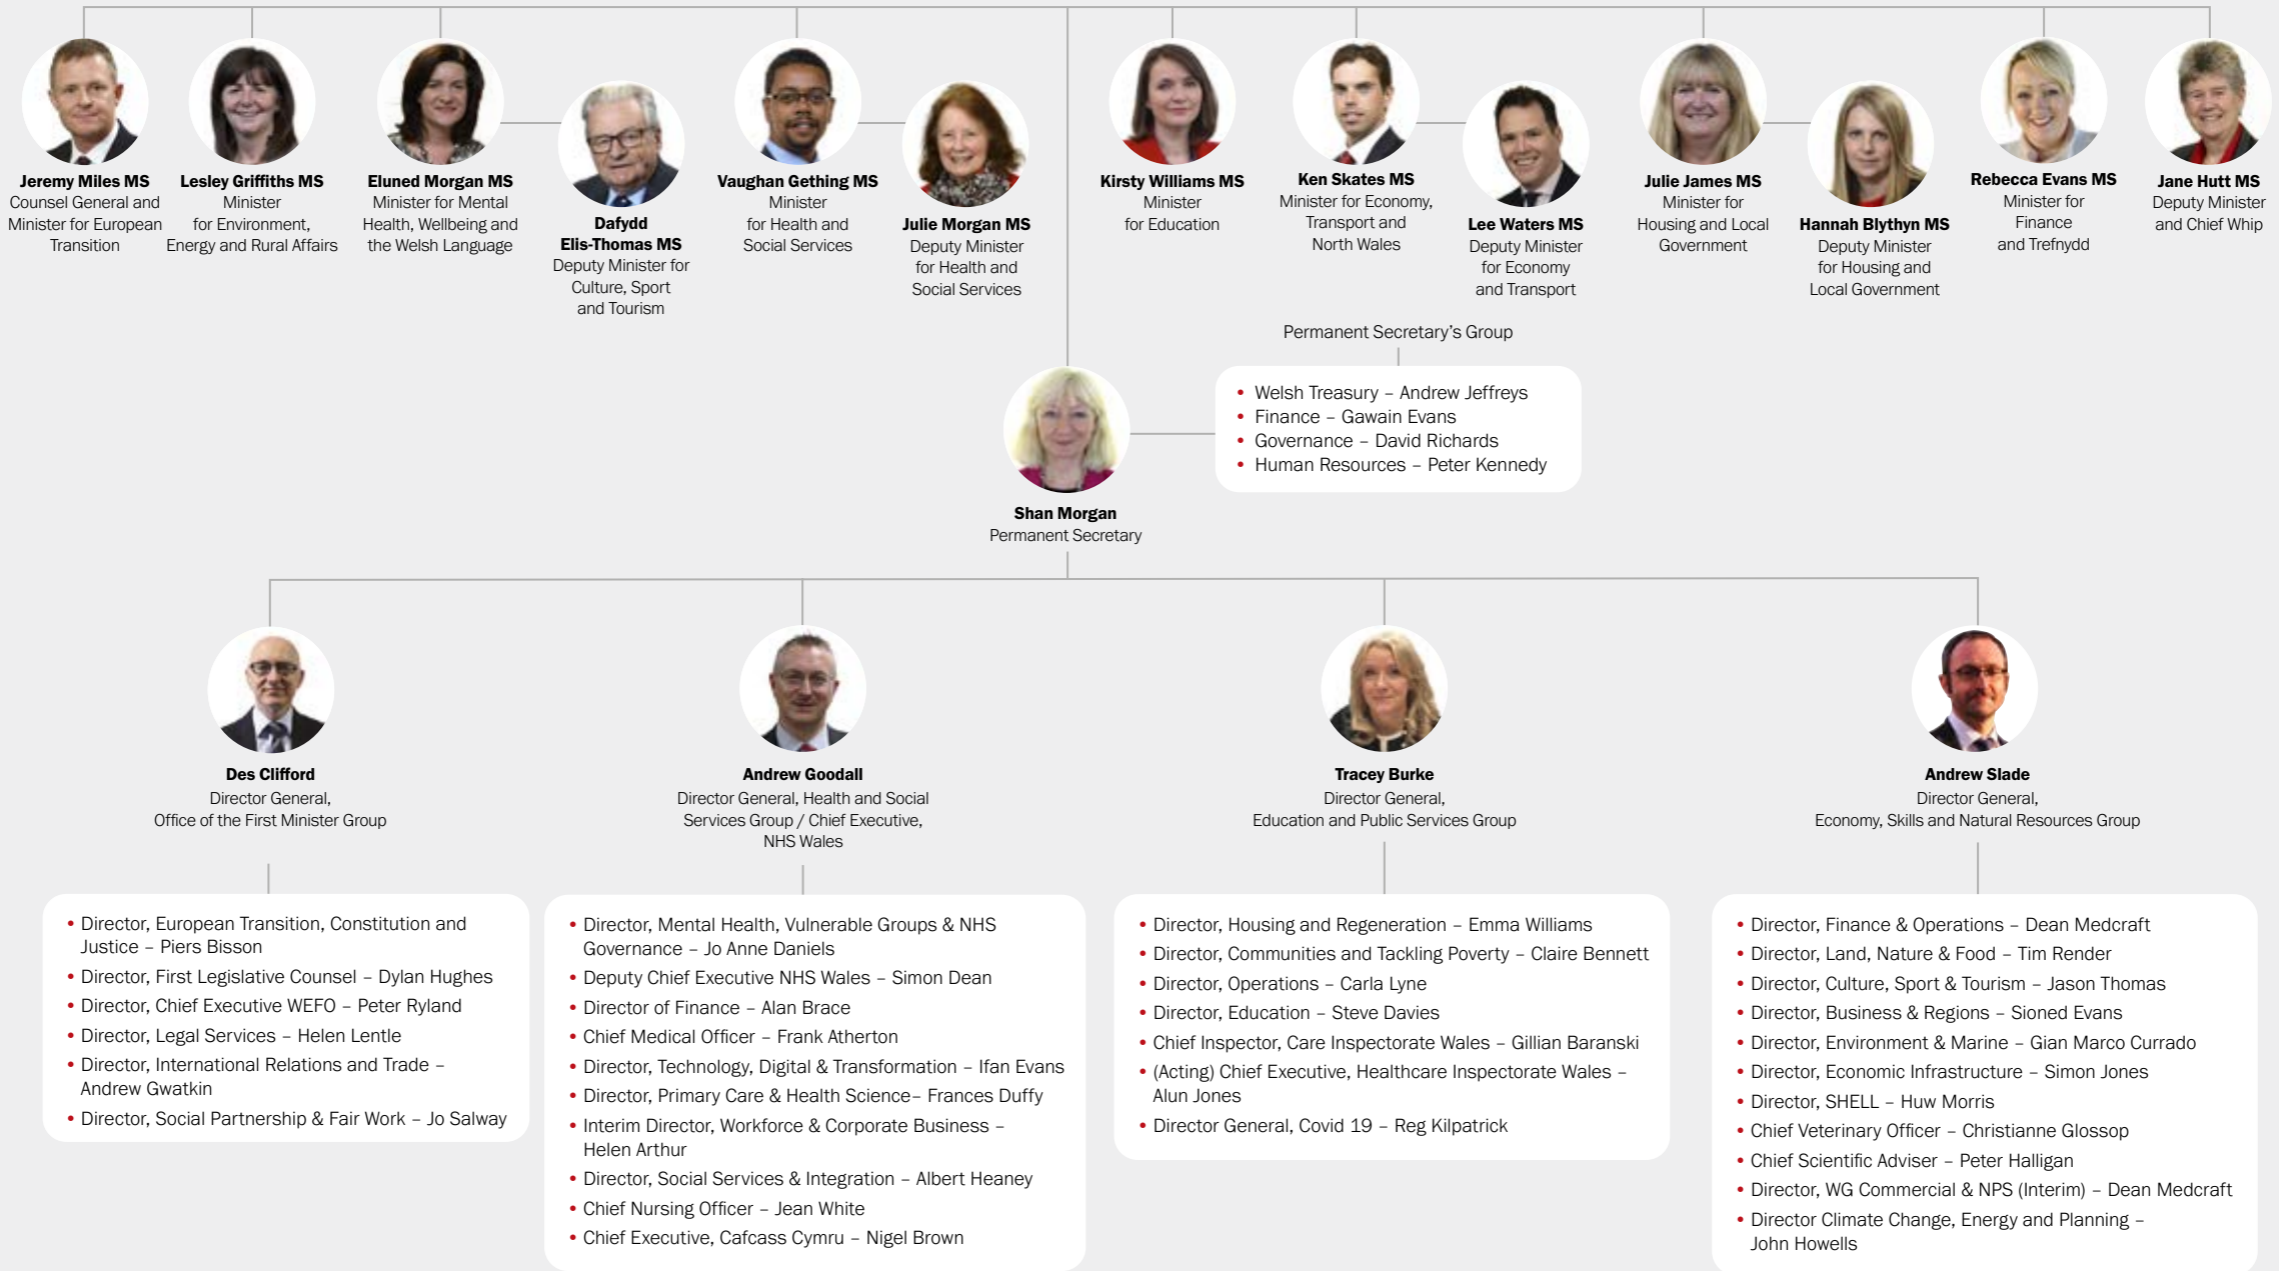 Jeremy Miles MS
Counsel General and
Minister for European
Transition
Lesley Griffiths MS
Minister
for Environment,
Energy and Rural Affairs
Eluned Morgan MS
Minister for Mental
Health, Wellbeing and
the Welsh Language
Dafydd
Elis-Thomas MS
Deputy Minister for
Culture, Sport
and Tourism
Vaughan Gething MS
Minister
for Health and
Social Services
Julie Morgan MS
Deputy Minister
for Health and
Social Services
Kirsty Williams MS
Minister
for Education
Ken Skates MS
Minister for Economy,
Transport and
North Wales
Lee Waters MS
Deputy Minister
for Economy
and Transport
Julie James MS
Minister for
Housing and Local
Government
Hannah Blythyn MS
Deputy Minister
for Housing and
Local Government
Rebecca Evans MS
Minister for
Finance
and Trefnydd
Jane Hutt MS
Deputy Minister
and Chief Whip
Permanent Secretary's Group
• Welsh Treasury – Andrew Jeffreys
• Finance – Gawain Evans
• Governance – David Richards
• Human Resources – Peter Kennedy
Shan Morgan
Permanent Secretary
Des Clifford
Director General,
Office of the First Minister Group
• Director, European Transition, Constitution and
Justice – Piers Bisson
• Director, First Legislative Counsel – Dylan Hughes
• Director, Chief Executive WEFO – Peter Ryland
• Director, Legal Services – Helen Lentle
• Director, International Relations and Trade –
Andrew Gwatkin
• Director, Social Partnership & Fair Work – Jo Salway
Andrew Goodall
Director General, Health and Social
Services Group / Chief Executive,
NHS Wales
• Director, Mental Health, Vulnerable Groups & NHS
Governance – Jo Anne Daniels
• Deputy Chief Executive NHS Wales – Simon Dean
• Director of Finance – Alan Brace
• Chief Medical Officer – Frank Atherton
• Director, Technology, Digital & Transformation – Ifan Evans
• Director, Primary Care & Health Science– Frances Duffy
• Interim Director, Workforce & Corporate Business –
Helen Arthur
• Director, Social Services & Integration – Albert Heaney
• Chief Nursing Officer – Jean White
• Chief Executive, Cafcass Cymru – Nigel Brown
Tracey Burke
Director General,
Education and Public Services Group
• Director, Housing and Regeneration – Emma Williams
• Director, Communities and Tackling Poverty – Claire Bennett
• Director, Operations – Carla Lyne
• Director, Education – Steve Davies
• Chief Inspector, Care Inspectorate Wales – Gillian Baranski
• (Acting) Chief Executive, Healthcare Inspectorate Wales –
Alun Jones
• Director General, Covid 19 – Reg Kilpatrick
Andrew Slade
Director General,
Economy, Skills and Natural Resources Group
• Director, Finance & Operations – Dean Medcraft
• Director, Land, Nature & Food – Tim Render
• Director, Culture, Sport & Tourism – Jason Thomas
• Director, Business & Regions – Sioned Evans
• Director, Environment & Marine – Gian Marco Currado
• Director, Economic Infrastructure – Simon Jones
• Director, SHELL – Huw Morris
• Chief Veterinary Officer – Christianne Glossop
• Chief Scientific Adviser – Peter Halligan
• Director, WG Commercial & NPS (Interim) – Dean Medcraft
• Director Climate Change, Energy and Planning –
John Howells